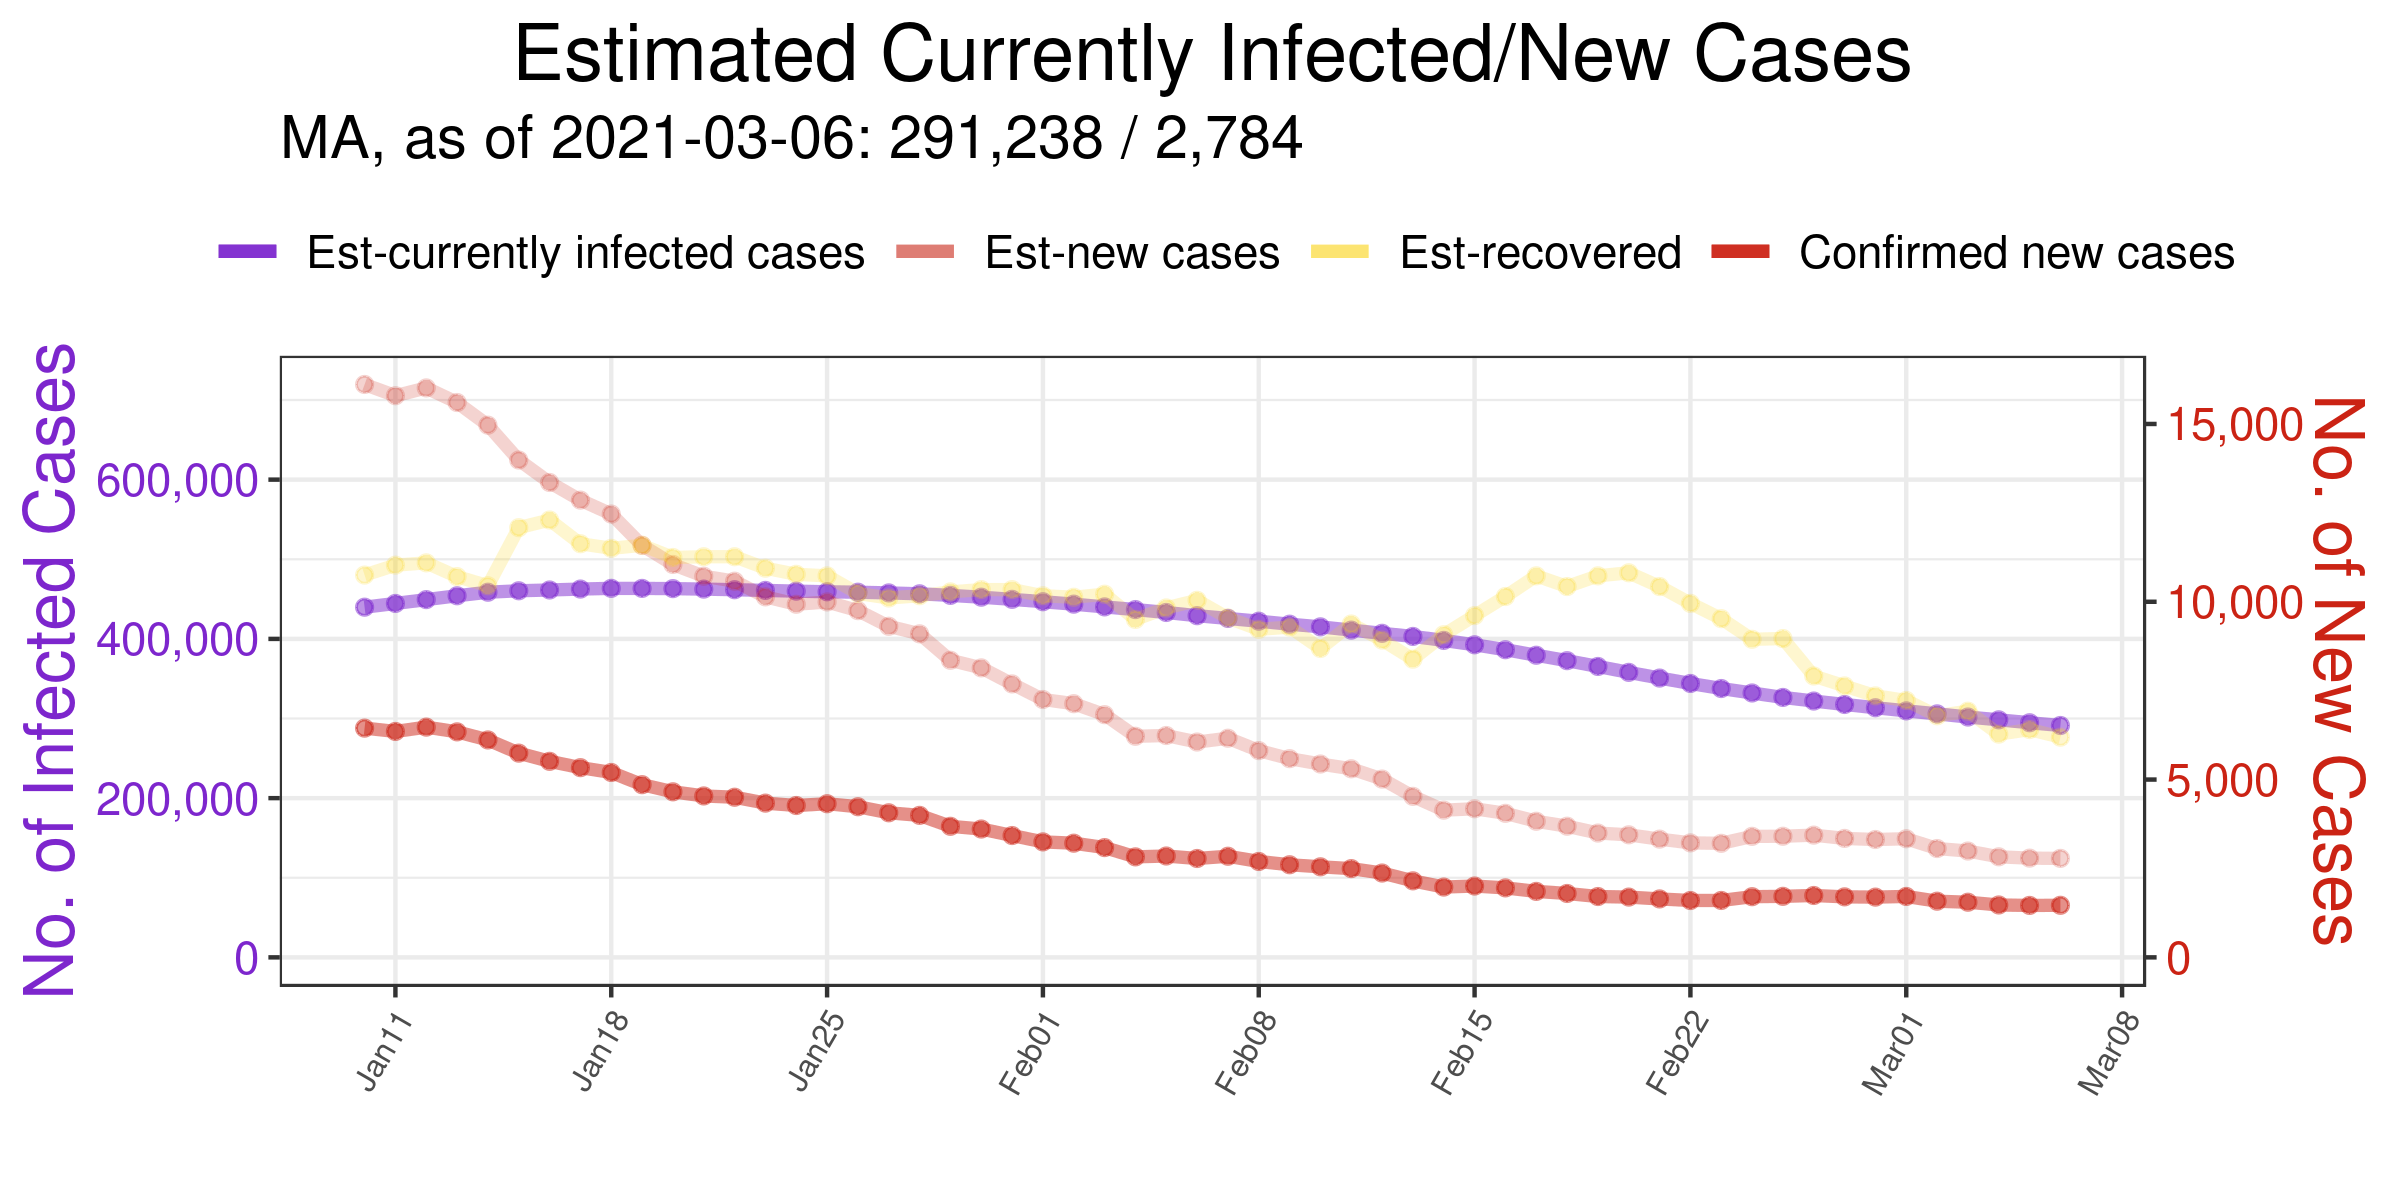 Estimated Currently Infected/New Cases
MA, as of 2021-03-06: 291,238 / 2,784
Est-currently infected cases Est-new cases Est-recovered Confirmed new cases
No. of Infected Cases
600,000
400,000
200,000
0
15,000
10,000
5,000
0
No. of New Cases
Jan11 Jan18 Jan25 Feb01 Feb08 Feb15 Feb22 Mar01 Mar08